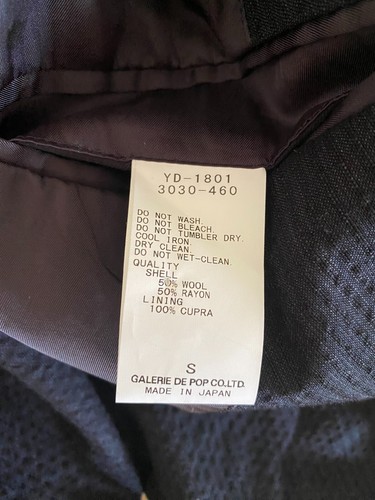 YD-1801
3030-460
DO NOT WASH.
DO NOT BLEACH.
DO NOT TUMBLER DRY.
COOL IRON.
DRY CLEAN.
DO NOT WET-CLEAN.
QUALITY
SHELL
50% WOOL
50% RAYON
LINING
100% CUPRA
S
GALERIE DE POP CO.LTD.
MADE IN JAPAN